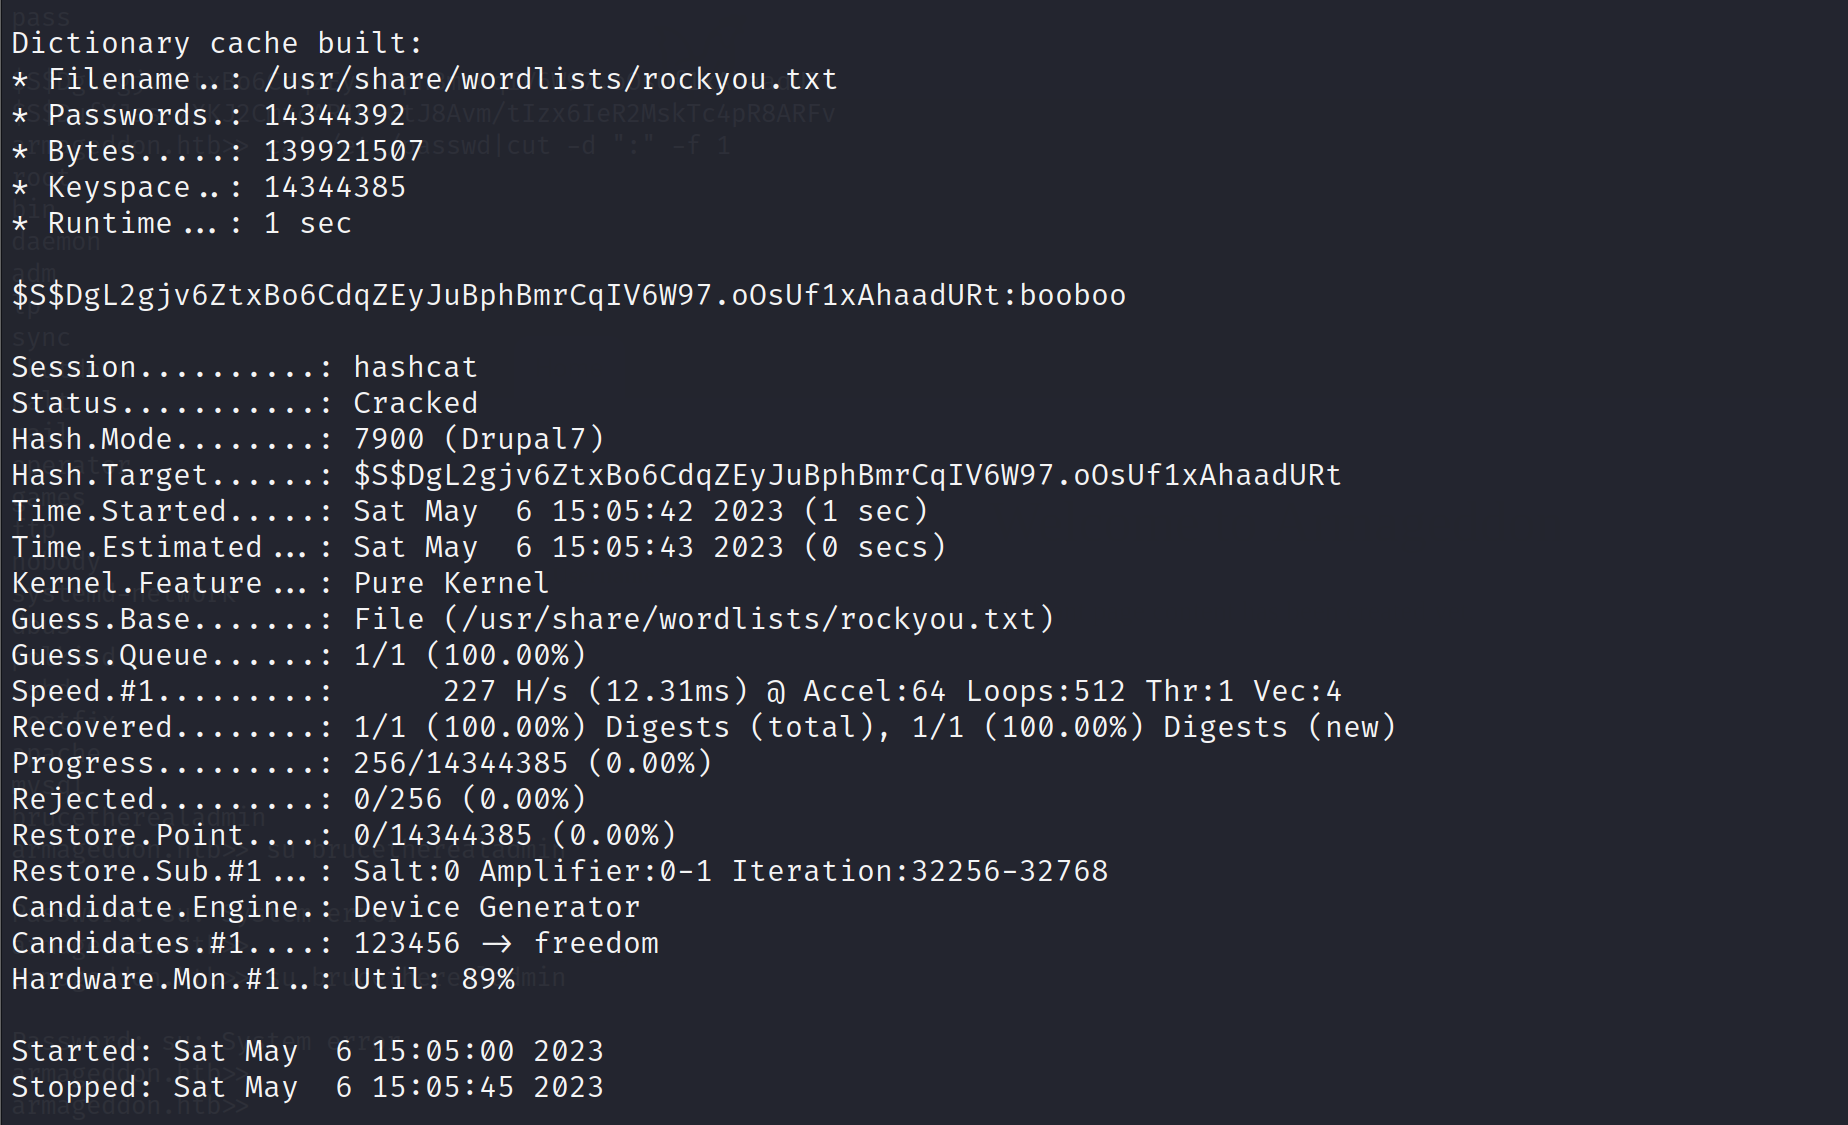 Dictionary cache built:
* Filename..: /usr/share/wordlists/rockyou.txt
* Passwords.: 14344392
* Bytes.....: 139921507
* Keyspace..: 14344385
* Runtime...: 1 sec
$S$DgL2gjv6ZtxBo6CdqZEyJuBphBmrCqIV6W97.oOsUf1xAhaadURt:booboo
Session..........: hashcat
Status...........: Cracked
Hash.Mode........: 7900 (Drupal7)
Hash.Target......: $S$DgL2gjv6ZtxBo6CdqZEyJuBphBmrCqIV6W97.oOsUf1xAhaadURt
Time.Started.....: Sat May  6 15:05:42 2023 (1 sec)
Time.Estimated...: Sat May  6 15:05:43 2023 (0 secs)
Kernel.Feature...: Pure Kernel
Guess.Base.......: File (/usr/share/wordlists/rockyou.txt)
Guess.Queue......: 1/1 (100.00%)
Speed.#1.........:      227 H/s (12.31ms) @ Accel:64 Loops:512 Thr:1 Vec:4
Recovered........: 1/1 (100.00%) Digests (total), 1/1 (100.00%) Digests (new)
Progress.........: 256/14344385 (0.00%)
Rejected.........: 0/256 (0.00%)
Restore.Point....: 0/14344385 (0.00%)
Restore.Sub.#1...: Salt:0 Amplifier:0-1 Iteration:32256-32768
Candidate.Engine.: Device Generator
Candidates.#1....: 123456 -> freedom
Hardware.Mon.#1..: Util: 89%
Started: Sat May  6 15:05:00 2023
Stopped: Sat May  6 15:05:45 2023